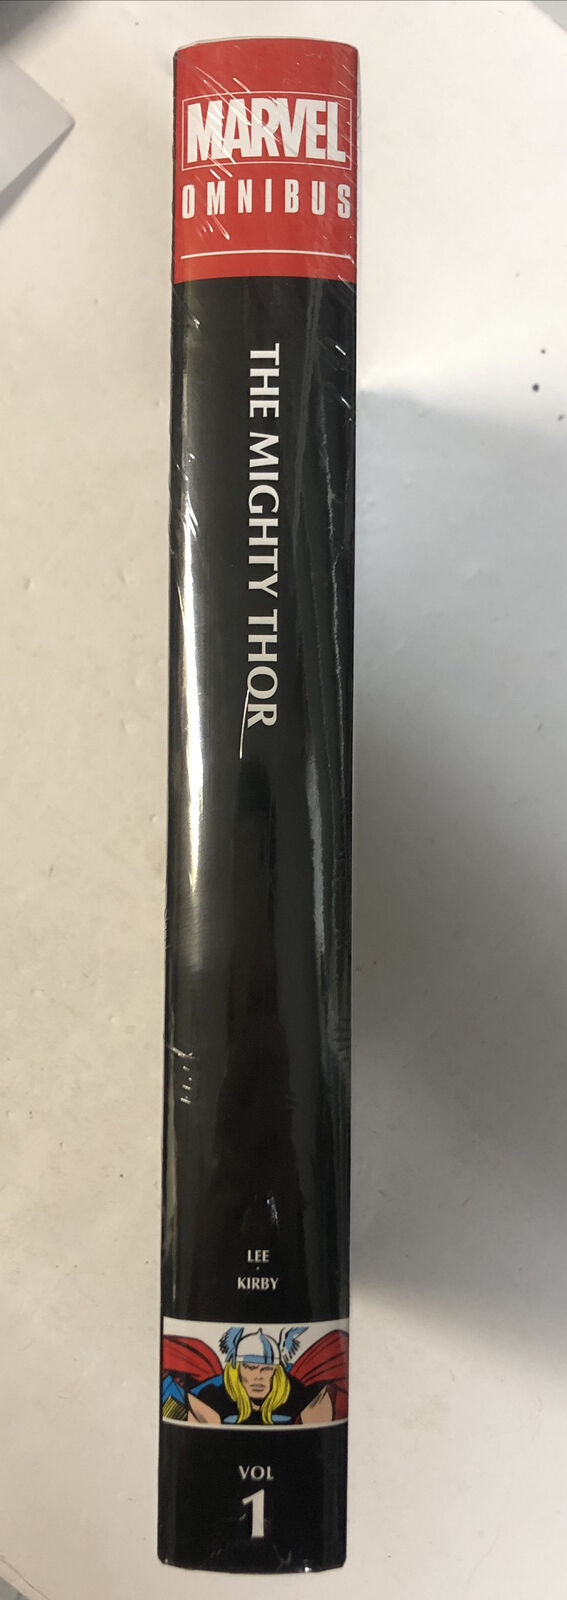 MARVEL
OMNIBUS
THE MIGHTY THOR
LEE
KIRBY
VOL
1